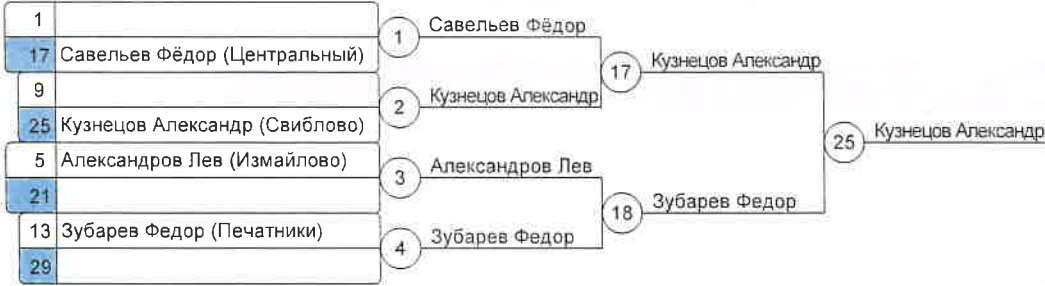 1
Савельев Фёдор
17 Савельев Фёдор (Центральный)
1
17
Кузнецов Александр
9
2
Кузнецов Александр
25 Кузнецов Александр (Свиблово)
25
Кузнецов Александр
5 Александров Лев (Измайлово)
3
Александров Лев
21
18
Зубарев Федор
13 Зубарев Федор (Печатники)
4
Зубарев Федор
29